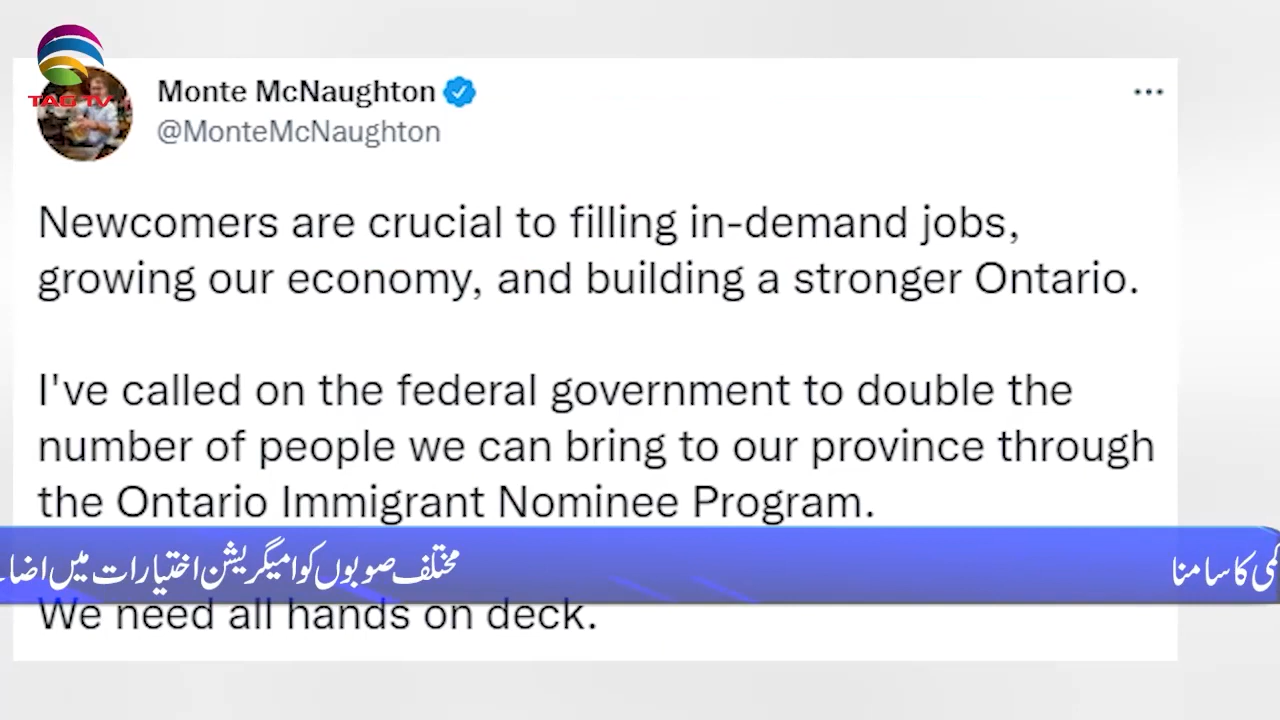 TAG TV
Monte McNaughton
@MonteMcNaughton
Newcomers are crucial to filling in-demand jobs,
growing our economy, and building a stronger Ontario.
I've called on the federal government to double the
number of people we can bring to our province through
the Ontario Immigrant Nominee Program.
کمی کا سامنا
مختلف صوبوں کو امیگریشن اختیارات میں
We need all hands on deck.